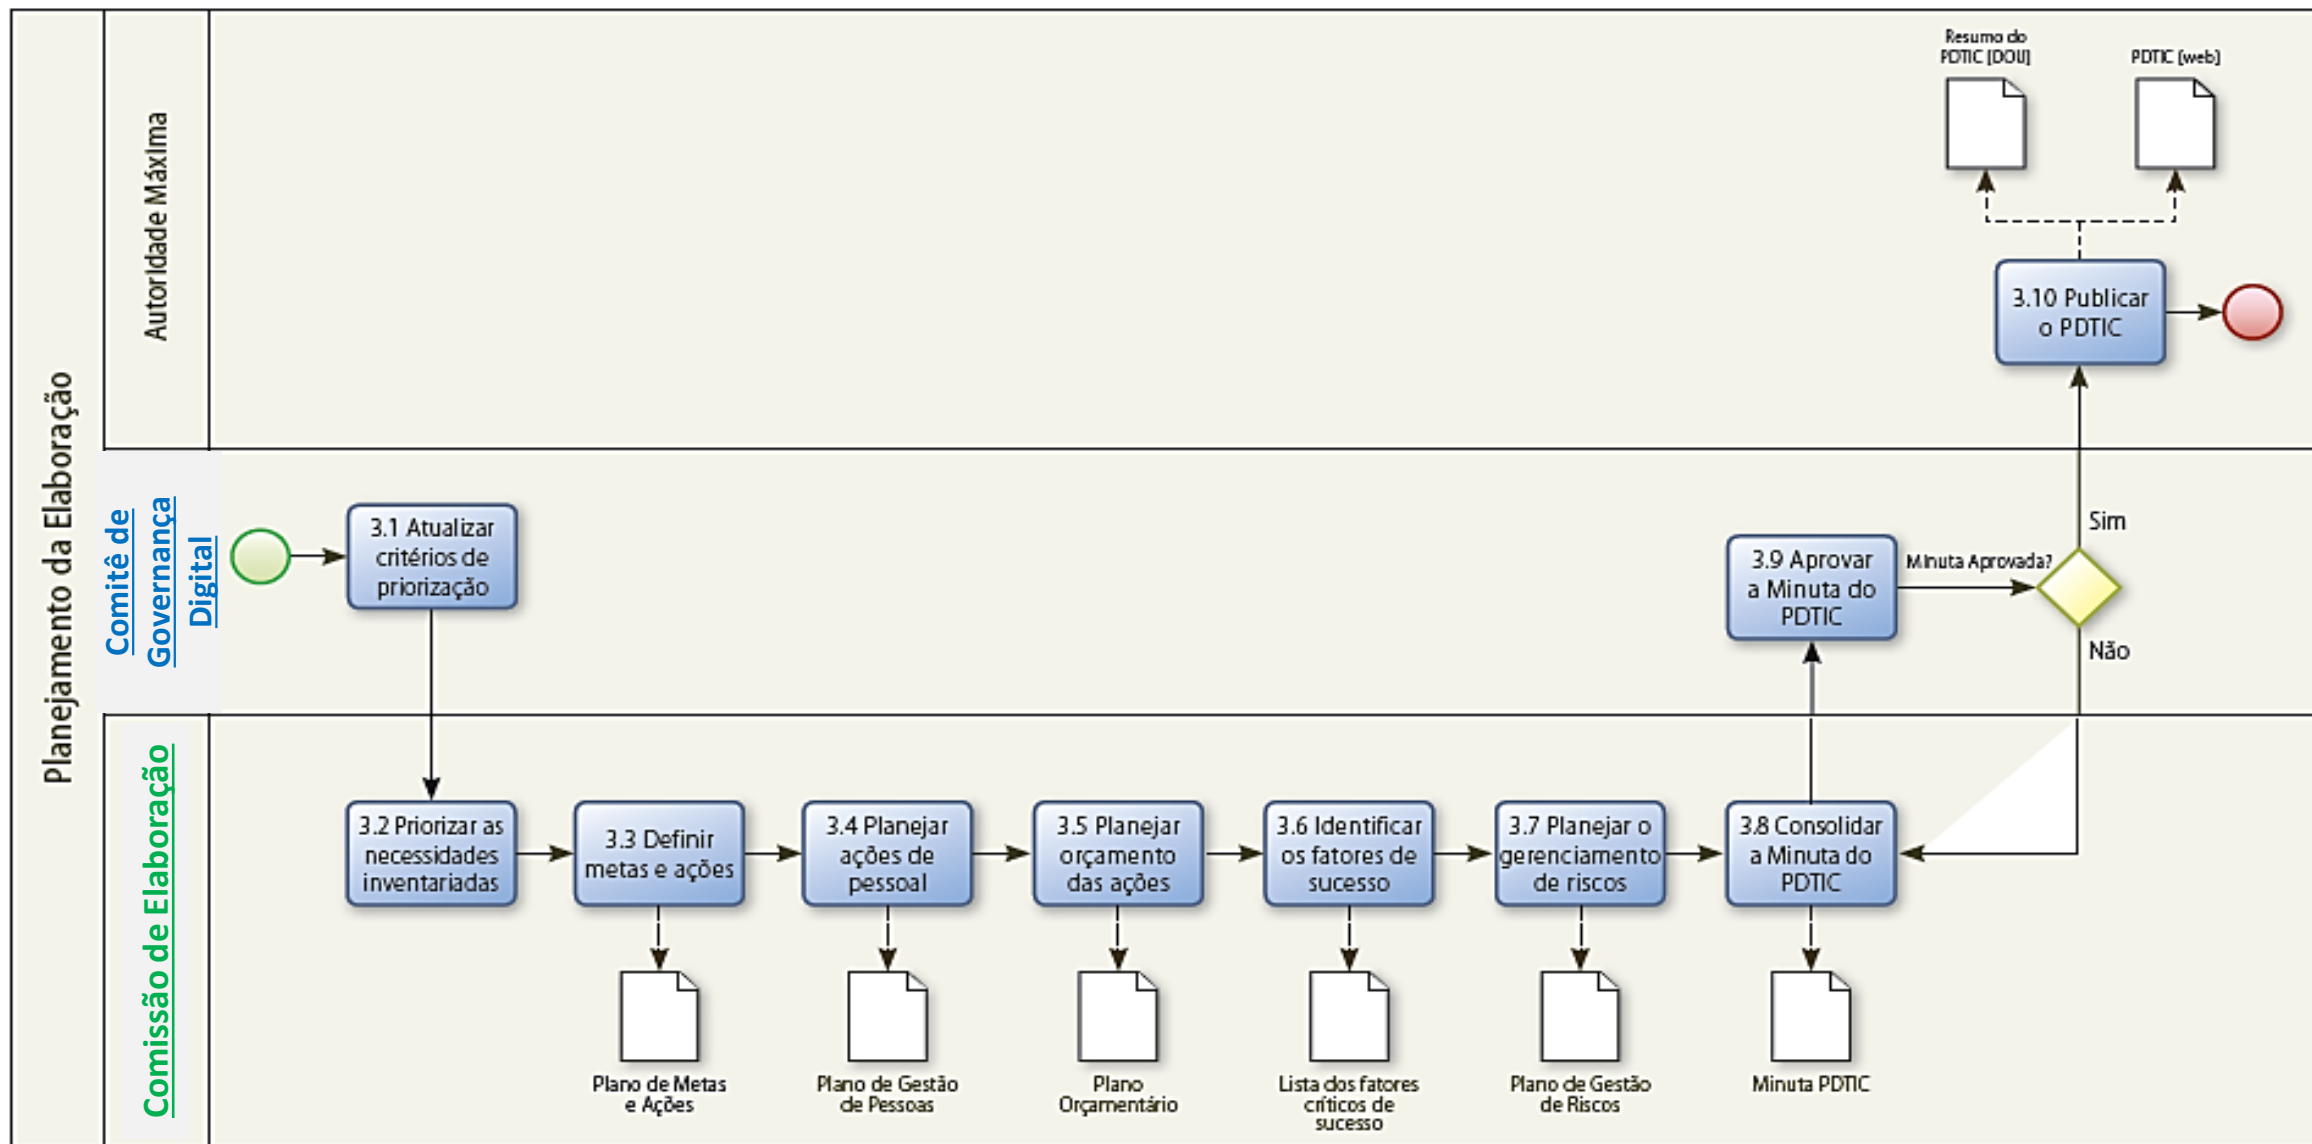 Planejamento da Elaboração
Autoridade Máxima
Resumo do
PDTIC [DOU]
PDTIC [web]
3.10 Publicar
o PDTIC
Comitê de
Governança
Digital
3.1 Atualizar
critérios de
priorização
3.9 Aprovar
a Minuta do
PDTIC
Minuta Aprovada?
Sim
Não
Comissão de Elaboração
3.2 Priorizar as
necessidades
inventariadas
3.3 Definir
metas e ações
3.4 Planejar
ações de
pessoal
3.5 Planejar
orçamento
das ações
3.6 Identificar
os fatores de
sucesso
3.7 Planejar o
gerenciamento
de riscos
3.8 Consolidar
a Minuta do
PDTIC
Plano de Metas
e Ações
Plano de Gestão
de Pessoas
Plano
Orçamentário
Lista dos fatores
críticos de
sucesso
Plano de Gestão
de Riscos
Minuta PDTIC